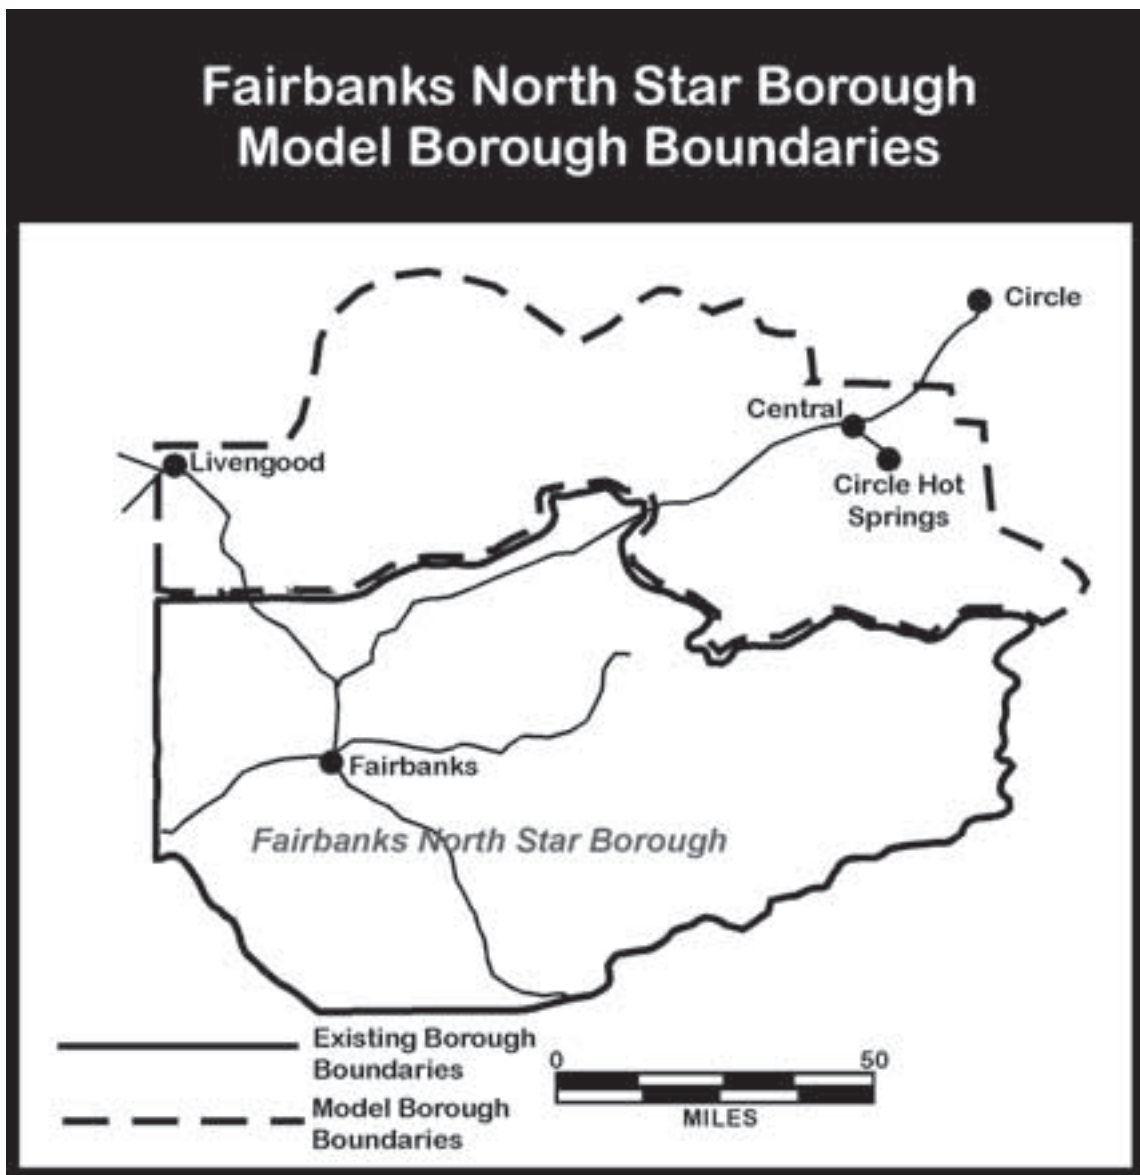 Fairbanks North Star Borough
Model Borough Boundaries
Circle
Central
Livengood
Circle Hot
Springs
Fairbanks
Fairbanks North Star Borough
Existing Borough
Boundaries
0 50
MILES
Model Borough
Boundaries